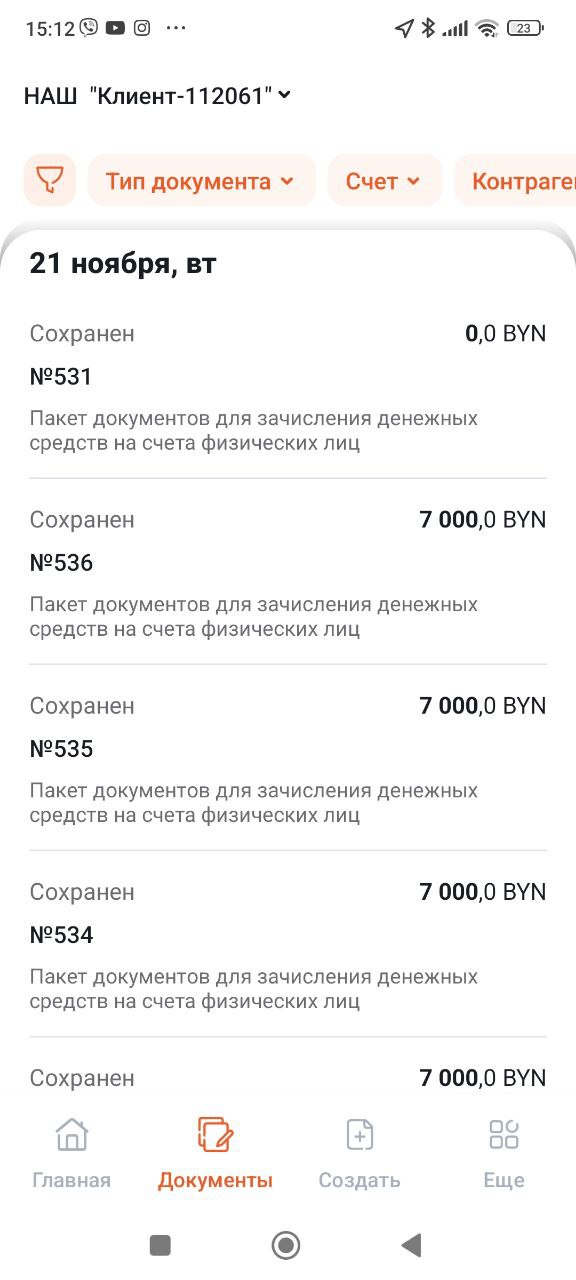 15:12
23
НАШ "Клиент-112061"
Тип документа
Счет
Контраге
21 ноября, вт
Сохранен 0,0 BYN
№531
Пакет документов для зачисления денежных
средств на счета физических лиц
Сохранен 7 000,0 BYN
№536
Пакет документов для зачисления денежных
средств на счета физических лиц
Сохранен 7 000,0 BYN
№535
Пакет документов для зачисления денежных
средств на счета физических лиц
Сохранен 7 000,0 BYN
№534
Пакет документов для зачисления денежных
средств на счета физических лиц
Сохранен 7 000,0 BYN
Главная
Документы
Создать
Еще